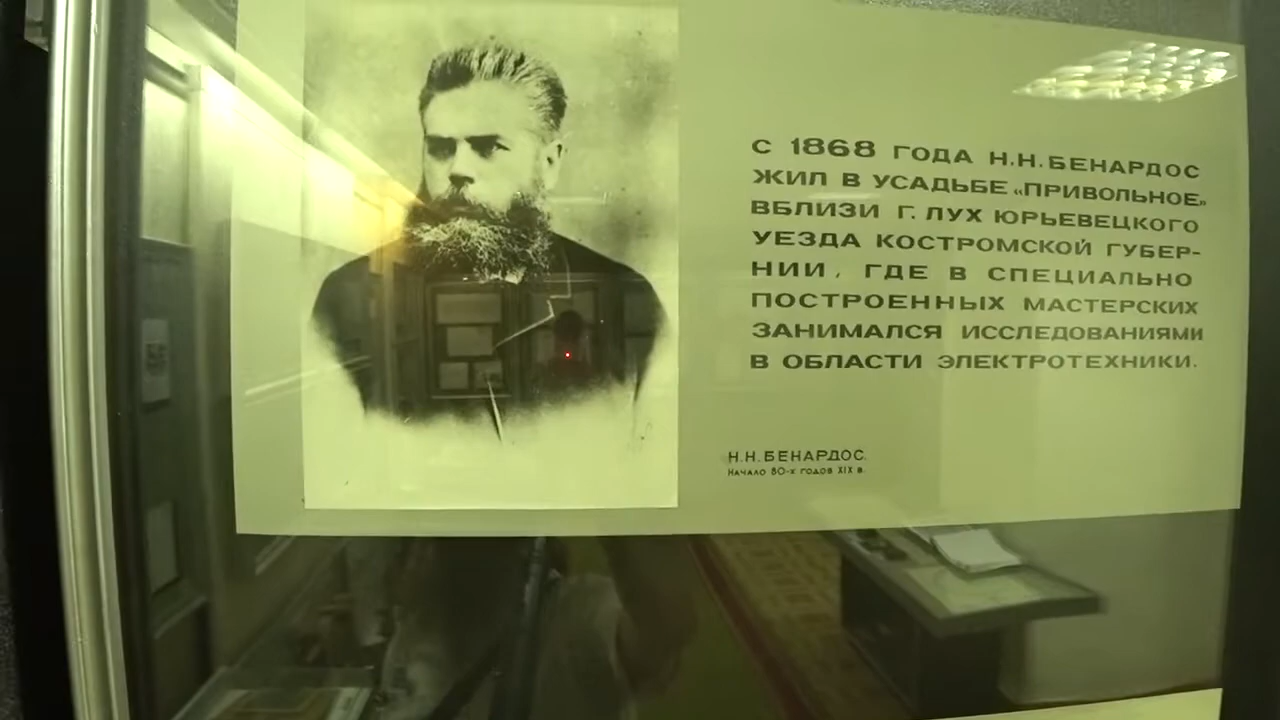 С 1868 ГОДА Н.Н. БЕНАРДОС
ЖИЛ В УСАДЬБЕ «ПРИВОЛЬНОЕ»
ВБЛИЗИ Г. ЛУХ ЮРЬЕВЕЦКОГО
УЕЗДА КОСТРОМСКОЙ ГУБЕР-
НИИ, ГДЕ В СПЕЦИАЛЬНО
ПОСТРОЕННЫХ МАСТЕРСКИХ
ЗАНИМАЛСЯ ИССЛЕДОВАНИЯМИ
В ОБЛАСТИ ЭЛЕКТРОТЕХНИКИ.
Н.Н. БЕНАРДОС.
НАЧАЛО 80-Х ГОДОВ XIX В.